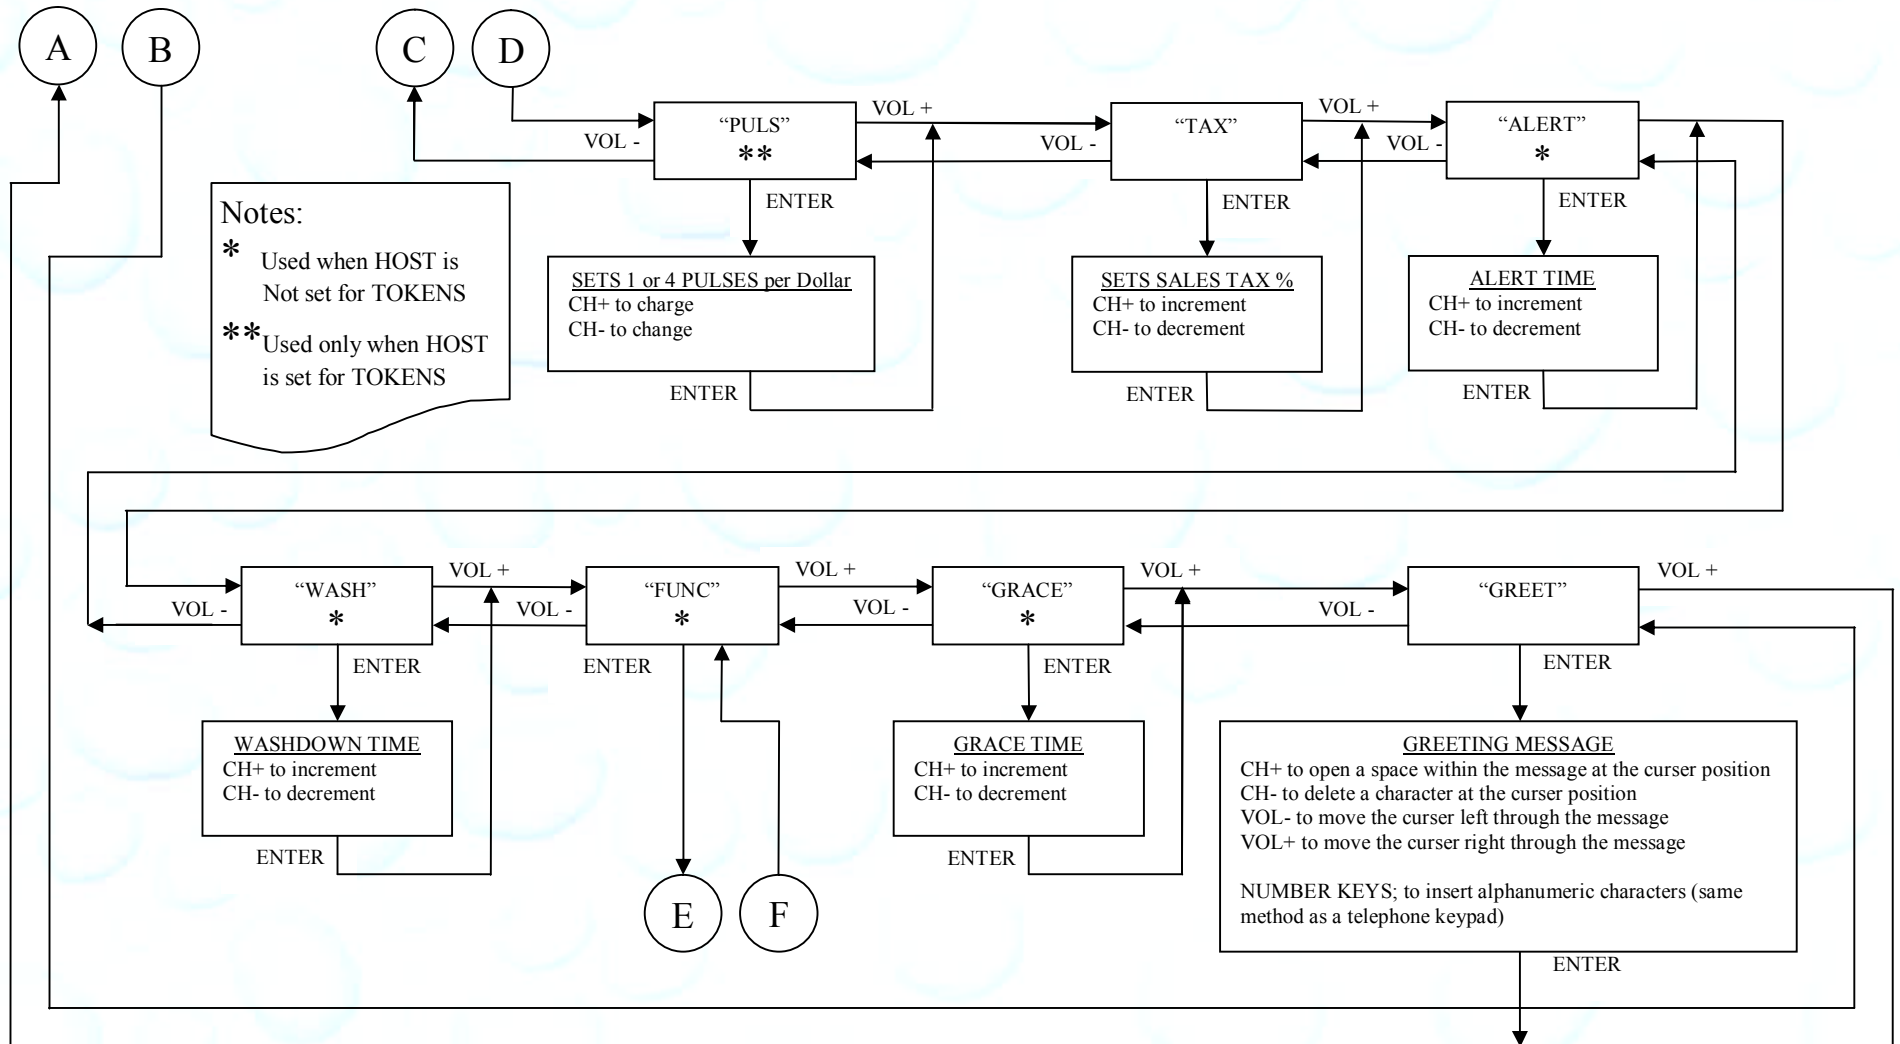 A
B
C
D
VOL +
VOL +
“PULS”
**
“TAX”
“ALERT”
*
VOL -
VOL -
VOL -
ENTER
ENTER
ENTER
Notes:
* Used when HOST is
Not set for TOKENS
** Used only when HOST
is set for TOKENS
SETS 1 or 4 PULSES per Dollar
CH+ to charge
CH- to change
ENTER
SETS SALES TAX %
CH+ to increment
CH- to decrement
ENTER
ALERT TIME
CH+ to increment
CH- to decrement
ENTER
VOL +
VOL +
VOL +
VOL +
“WASH”
*
“FUNC”
*
“GRACE”
*
“GREET”
VOL -
VOL -
VOL -
VOL -
ENTER
ENTER
ENTER
ENTER
WASHDOWN TIME
CH+ to increment
CH- to decrement
ENTER
GRACE TIME
CH+ to increment
CH- to decrement
ENTER
GREETING MESSAGE
CH+ to open a space within the message at the curser position
CH- to delete a character at the curser position
VOL- to move the curser left through the message
VOL+ to move the curser right through the message
NUMBER KEYS; to insert alphanumeric characters (same
method as a telephone keypad)
ENTER
E
F